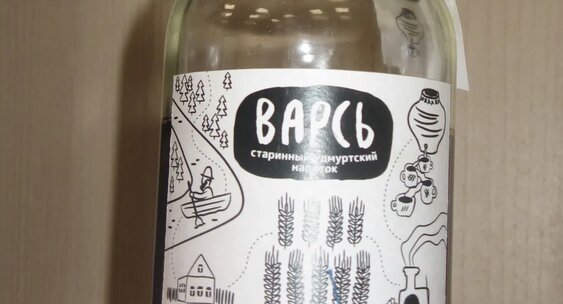 ВАРСЬ
старинный удмуртский
напиток